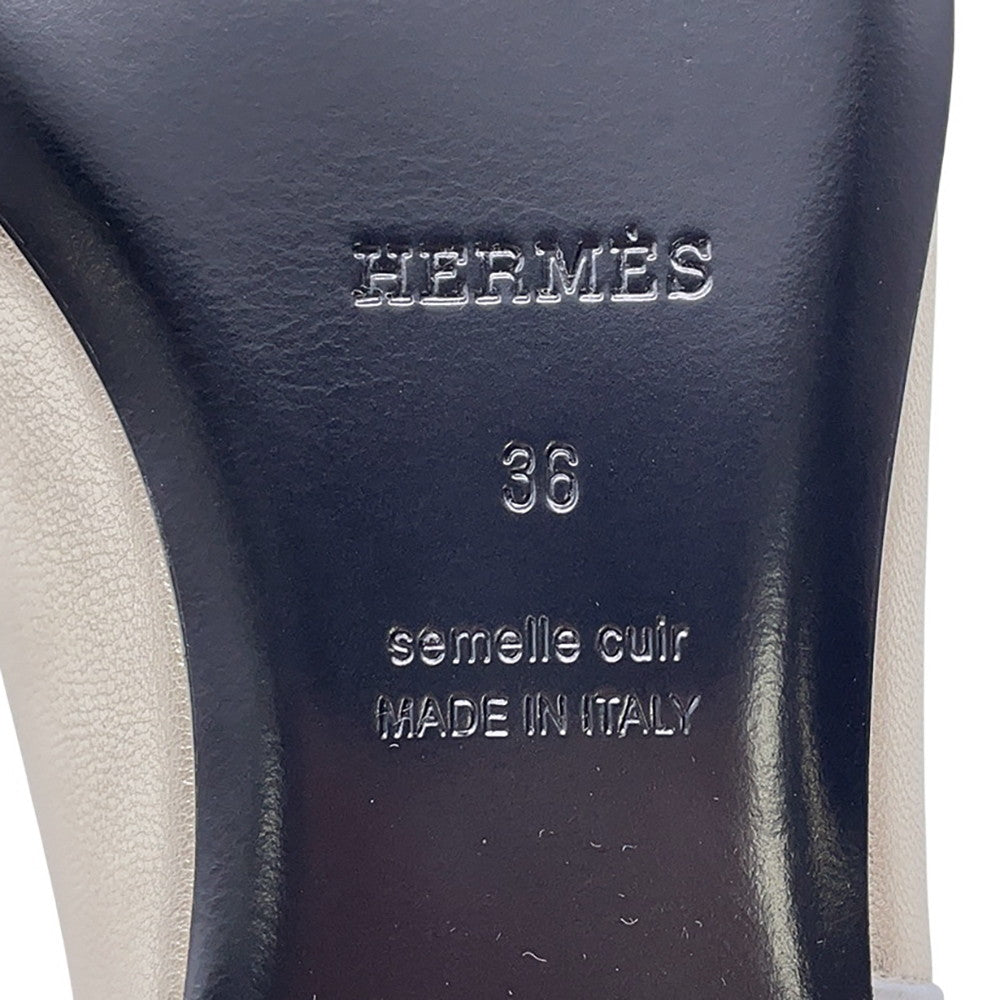 HERMÈS
36
semelle cuir
MADE IN ITALY